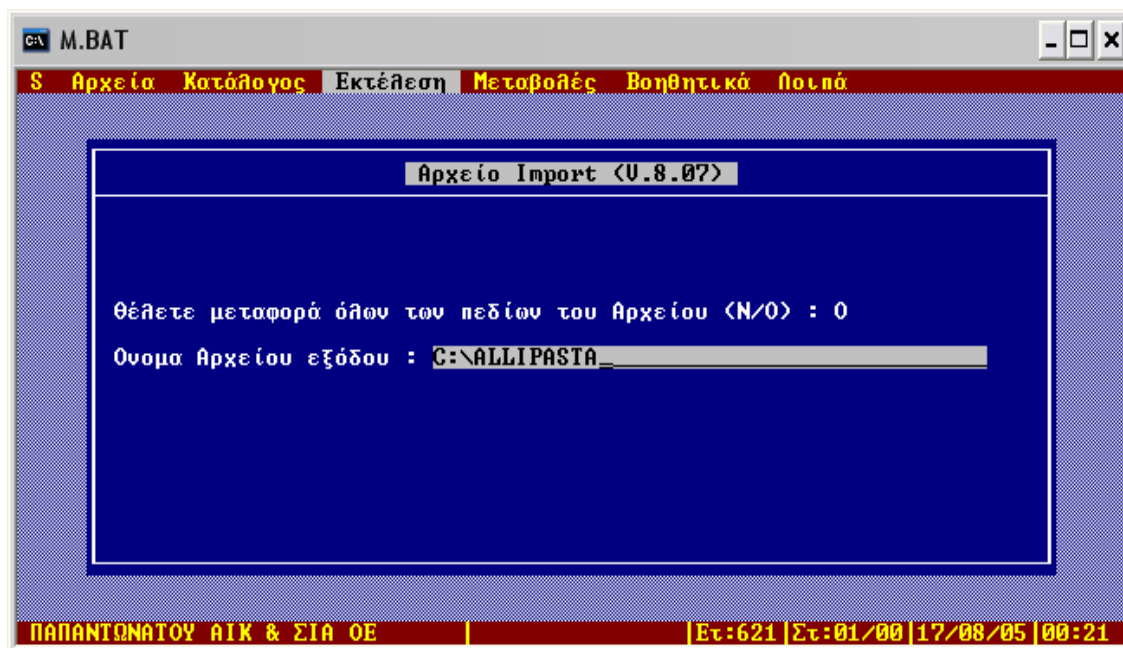 M.BAT
S Αρχεία Κατάλογος Εκτέλεση Μεταβολές Βοηθητικά Λοιπά
Αρχείο Import (V.8.07)
Θέλετε μεταφορά όλων των πεδίων του Αρχείου (Ν/Ο) : Ο
Ονομα Αρχείου εξόδου : C:\ALLIPASTA_
ΠΑΠΑΝΤΩΝΑΤΟΥ ΑΙΚ & ΣΙΑ ΟΕ Ετ:621 Στ:01/00 17/08/05 00:21